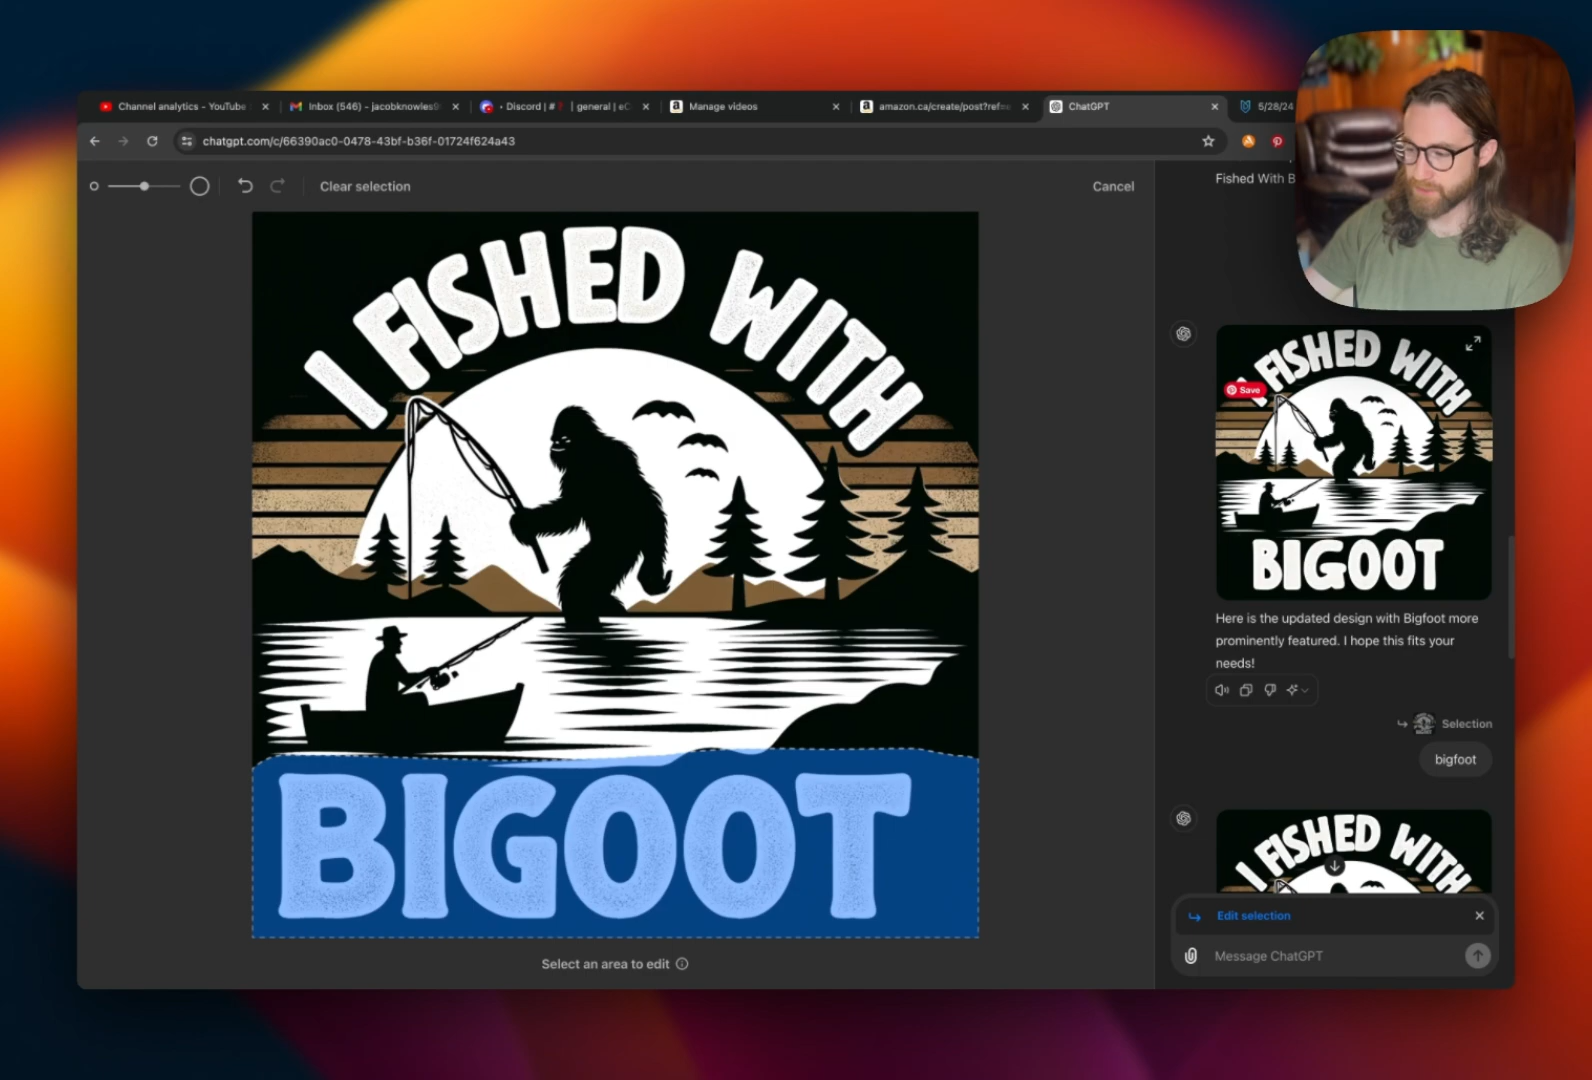 Channel analytics - YouTube
Inbox (546) - jacobknowles9
Discord | # | general | eC
Manage videos
amazon.ca/create/post?ref=
ChatGPT
5/28/24
chatgpt.com/c/66390ac0-0478-43bf-b36f-01724f624a43
Clear selection
Cancel
I FISHED WITH
BIGOOT
Select an area to edit
Fished With B
I FISHED WITH
Save
BIGOOT
Here is the updated design with Bigfoot more
prominently featured. I hope this fits your
needs!
Selection
bigfoot
I FISHED WITH
Edit selection
Message ChatGPT